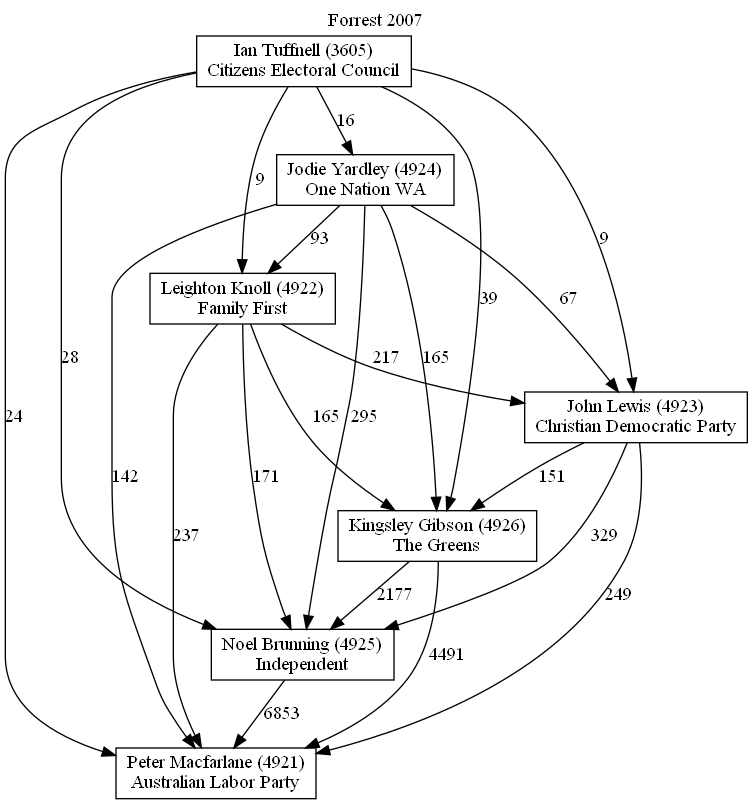 Forrest 2007
Ian Tuffnell (3605)
Citizens Electoral Council
16
Jodie Yardley (4924)
One Nation WA
9
9
93
Leighton Knoll (4922)
Family First
39
67
28
165
217
24
165
295
John Lewis (4923)
Christian Democratic Party
142
171
151
237
Kingsley Gibson (4926)
The Greens
329
2177
249
Noel Brunning (4925)
Independent
4491
6853
Peter Macfarlane (4921)
Australian Labor Party